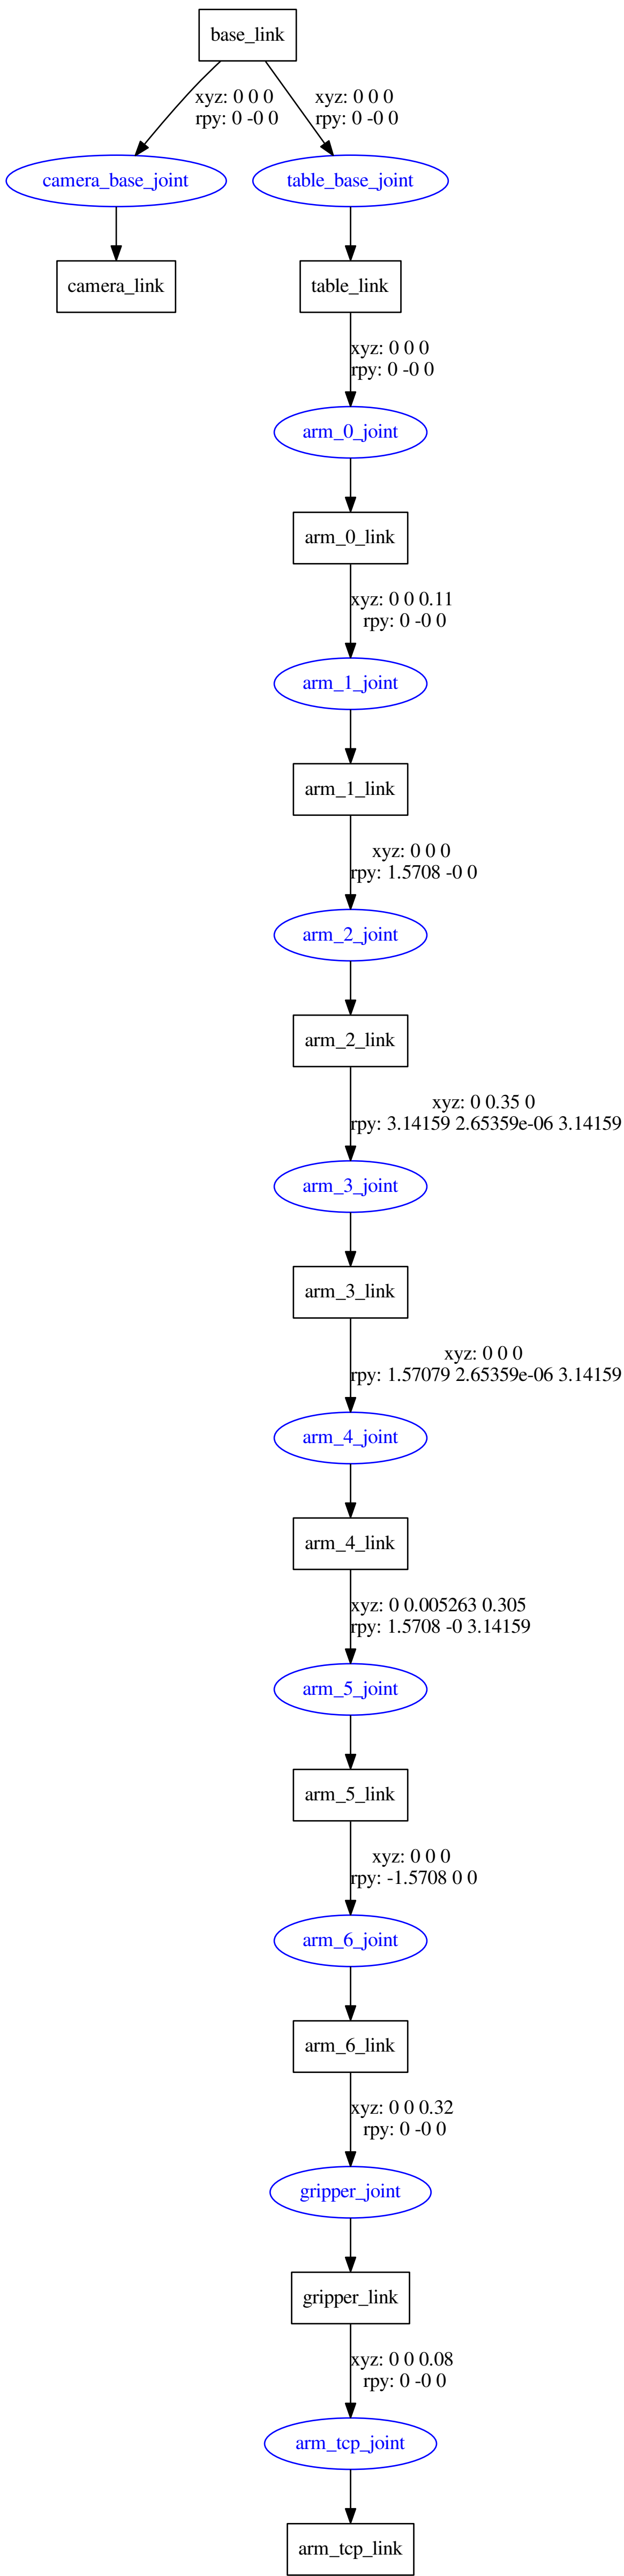 base_link
xyz: 0 0 0
rpy: 0 -0 0
xyz: 0 0 0
rpy: 0 -0 0
camera_base_joint
table_base_joint
camera_link
table_link
xyz: 0 0 0
rpy: 0 -0 0
arm_0_joint
arm_0_link
xyz: 0 0 0.11
rpy: 0 -0 0
arm_1_joint
arm_1_link
xyz: 0 0 0
rpy: 1.5708 -0 0
arm_2_joint
arm_2_link
xyz: 0 0.35 0
rpy: 3.14159 2.65359e-06 3.14159
arm_3_joint
arm_3_link
xyz: 0 0 0
rpy: 1.57079 2.65359e-06 3.14159
arm_4_joint
arm_4_link
xyz: 0 0.005263 0.305
rpy: 1.5708 -0 3.14159
arm_5_joint
arm_5_link
xyz: 0 0 0
rpy: -1.5708 0 0
arm_6_joint
arm_6_link
xyz: 0 0 0.32
rpy: 0 -0 0
gripper_joint
gripper_link
xyz: 0 0 0.08
rpy: 0 -0 0
arm_tcp_joint
arm_tcp_link